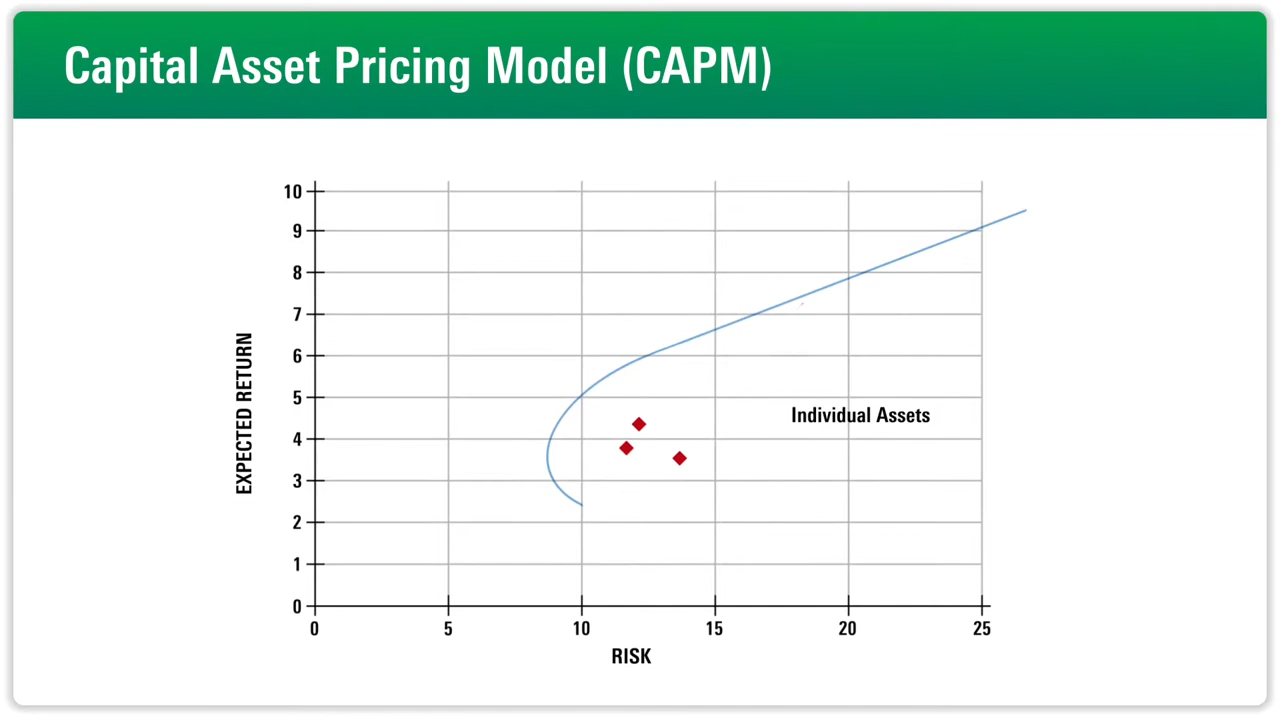 Capital Asset Pricing Model (CAPM)
10
9
8
7
6
5
4
3
2
1
0
EXPECTED RETURN
Individual Assets
0 5 10 15 20 25
RISK